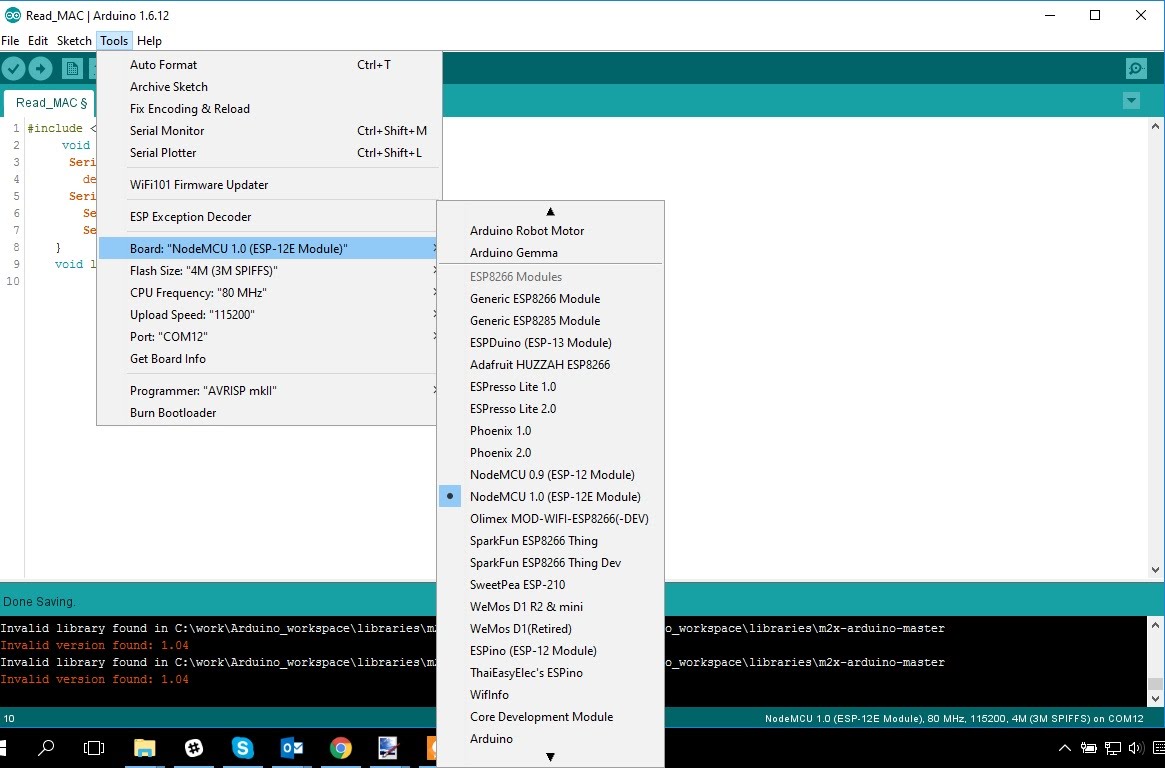 Read_MAC | Arduino 1.6.12
File Edit Sketch Tools Help
Auto Format Ctrl+T
Archive Sketch
Fix Encoding & Reload
Serial Monitor Ctrl+Shift+M
Serial Plotter Ctrl+Shift+L
WiFi101 Firmware Updater
ESP Exception Decoder
Board: "NodeMCU 1.0 (ESP-12E Module)"
Flash Size: "4M (3M SPIFFS)"
CPU Frequency: "80 MHz"
Upload Speed: "115200"
Port: "COM12"
Get Board Info
Programmer: "AVRISP mkII"
Burn Bootloader
Arduino Robot Motor
Arduino Gemma
ESP8266 Modules
Generic ESP8266 Module
Generic ESP8285 Module
ESPDuino (ESP-13 Module)
Adafruit HUZZAH ESP8266
ESPresso Lite 1.0
ESPresso Lite 2.0
Phoenix 1.0
Phoenix 2.0
NodeMCU 0.9 (ESP-12 Module)
NodeMCU 1.0 (ESP-12E Module)
Olimex MOD-WIFI-ESP8266(-DEV)
SparkFun ESP8266 Thing
SparkFun ESP8266 Thing Dev
SweetPea ESP-210
WeMos D1 R2 & mini
WeMos D1(Retired)
ESPino (ESP-12 Module)
ThaiEasyElec's ESPino
WifInfo
Core Development Module
Arduino
Read_MAC §
1 #include <
2 void
3 Seri
4 de
5 Seri
6 Se
7 Se
8 }
9 void l
10
Done Saving.
Invalid library found in C:\work\Arduino_workspace\libraries\m2x o_workspace\libraries\m2x-arduino-master
Invalid version found: 1.04
Invalid library found in C:\work\Arduino_workspace\libraries\m2x o_workspace\libraries\m2x-arduino-master
Invalid version found: 1.04
10 NodeMCU 1.0 (ESP-12E Module), 80 MHz, 115200, 4M (3M SPIFFS) on COM12